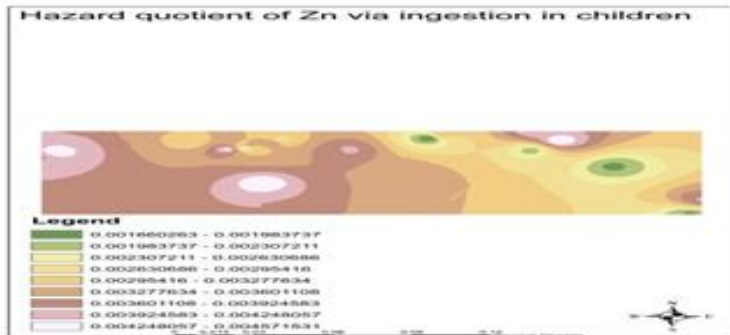 Hazard quotient of Zn via ingestion in children
Legend
0.001660263 - 0.001983737
0.001983737 - 0.002307211
0.002307211 - 0.002630686
0.002630686 - 0.00295416
0.00295416 - 0.003277634
0.003277634 - 0.003601108
0.003601108 - 0.003924583
0.003924583 - 0.004248057
0.004248057 - 0.004571531
N